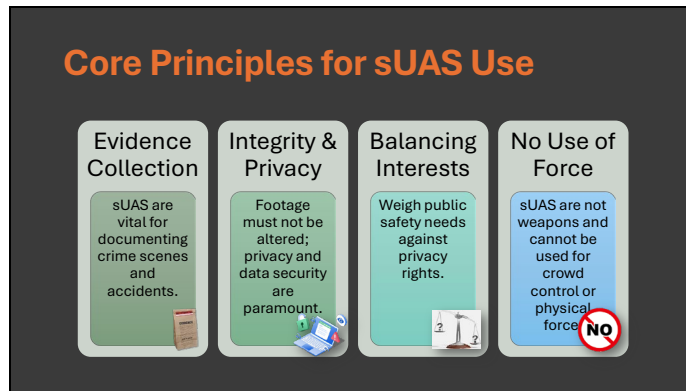 Core Principles for sUAS Use
Evidence
Collection
sUAS are
vital for
documenting
crime scenes
and
accidents.
Integrity &
Privacy
Footage
must not be
altered;
privacy and
data security
are
paramount.
Balancing
Interests
Weigh public
safety needs
against
privacy
rights.
?
?
No Use of
Force
sUAS are not
weapons and
cannot be
used for
crowd
control or
physical
force
NO